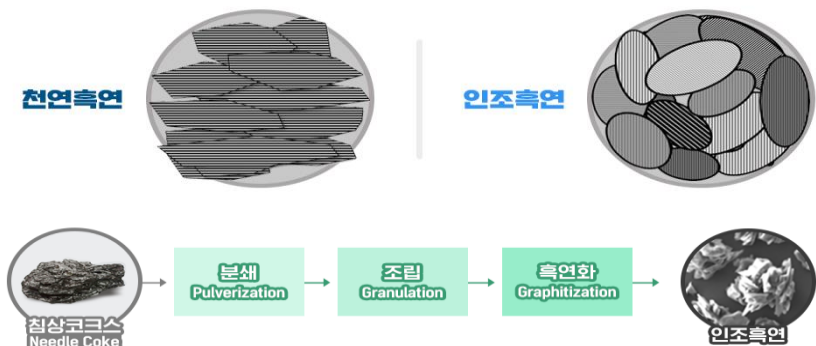 천연흑연
인조흑연
분쇄
Pulverization
조립
Granulation
흑연화
Graphitization
침상코크스
Needle Coke
인조흑연